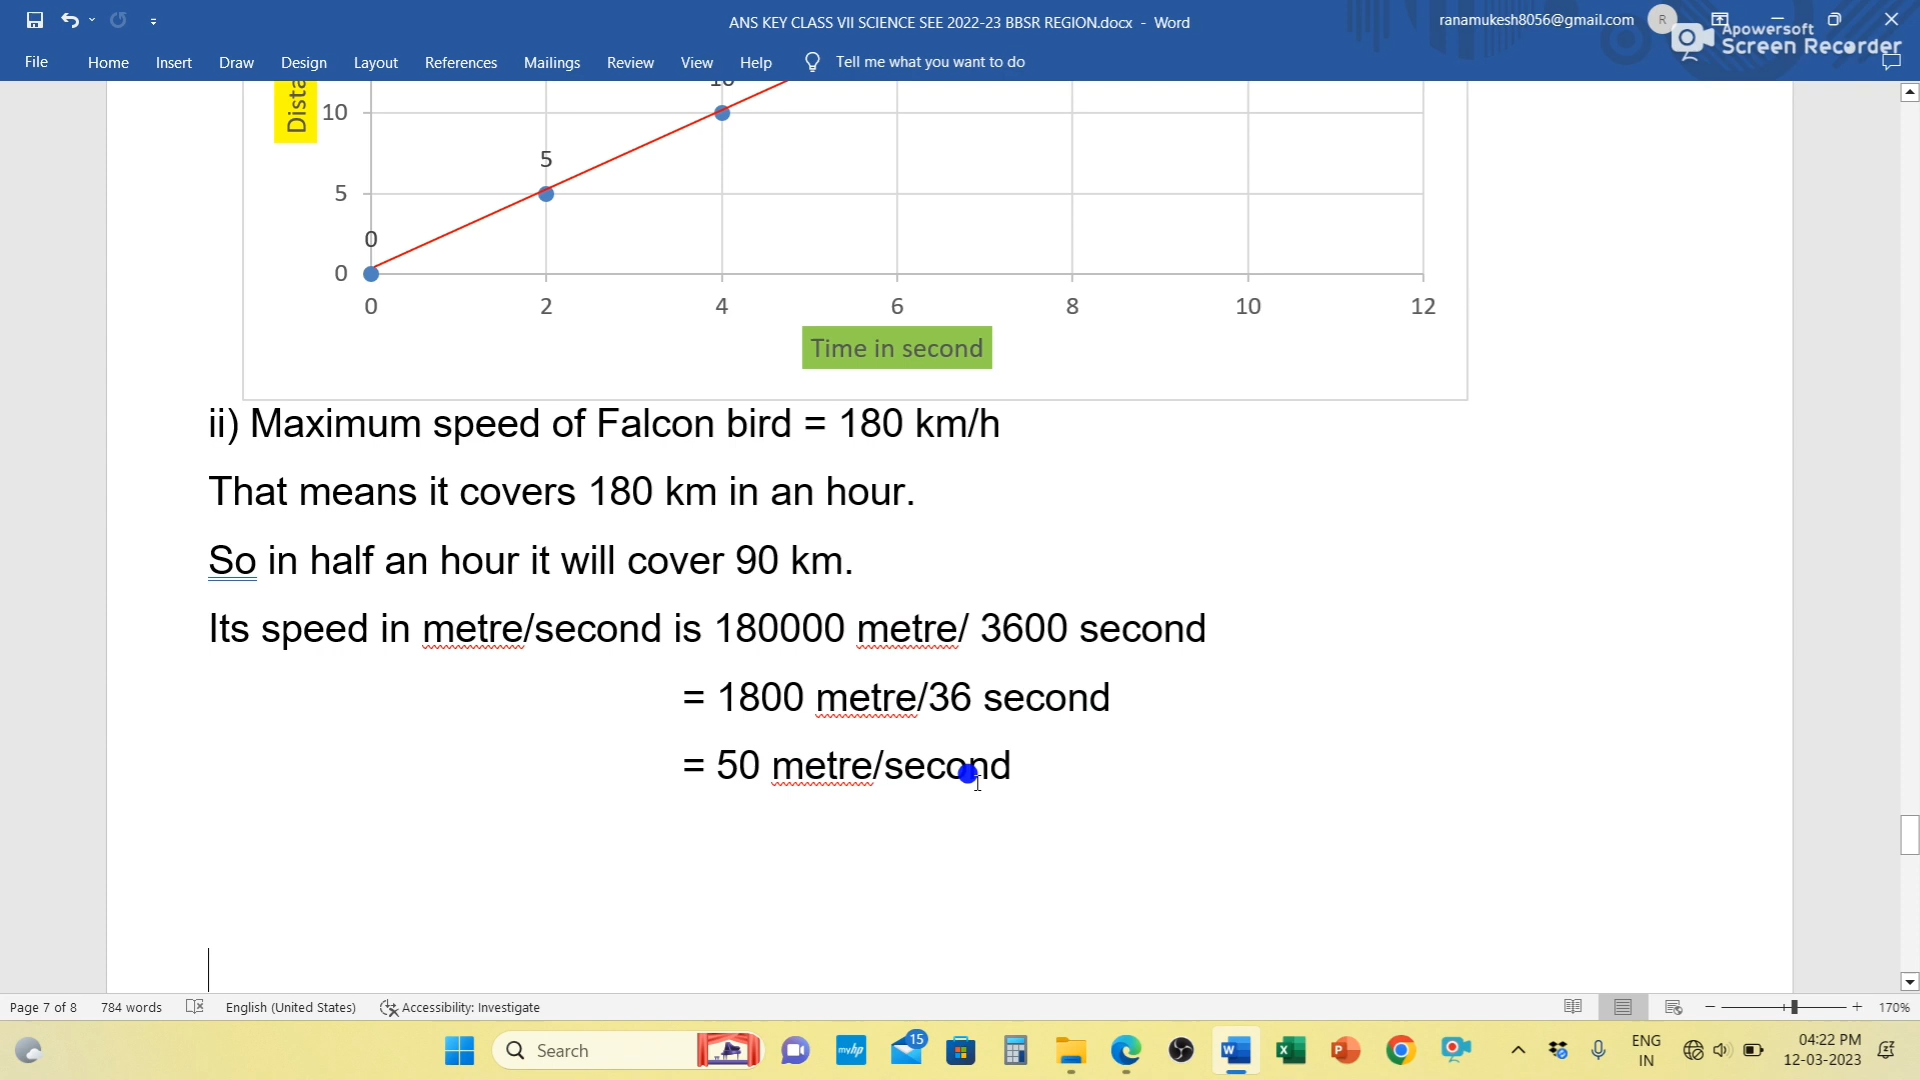 ANS KEY CLASS VII SCIENCE SEE 2022-23 BBSR REGION.docx - Word
ranamukesh8056@gmail.com
R
Apowersoft
Screen Recorder
File Home Insert Draw Design Layout References Mailings Review View Help Tell me what you want to do
10
5
0
0
5
0 2 4 6 8 10 12
Time in second
ii) Maximum speed of Falcon bird = 180 km/h
That means it covers 180 km in an hour.
So in half an hour it will cover 90 km.
Its speed in metre/second is 180000 metre/ 3600 second
= 1800 metre/36 second
= 50 metre/second
Page 7 of 8 784 words English (United States) Accessibility: Investigate 170%
Search
myhp
15
ENG
IN
04:22 PM
12-03-2023